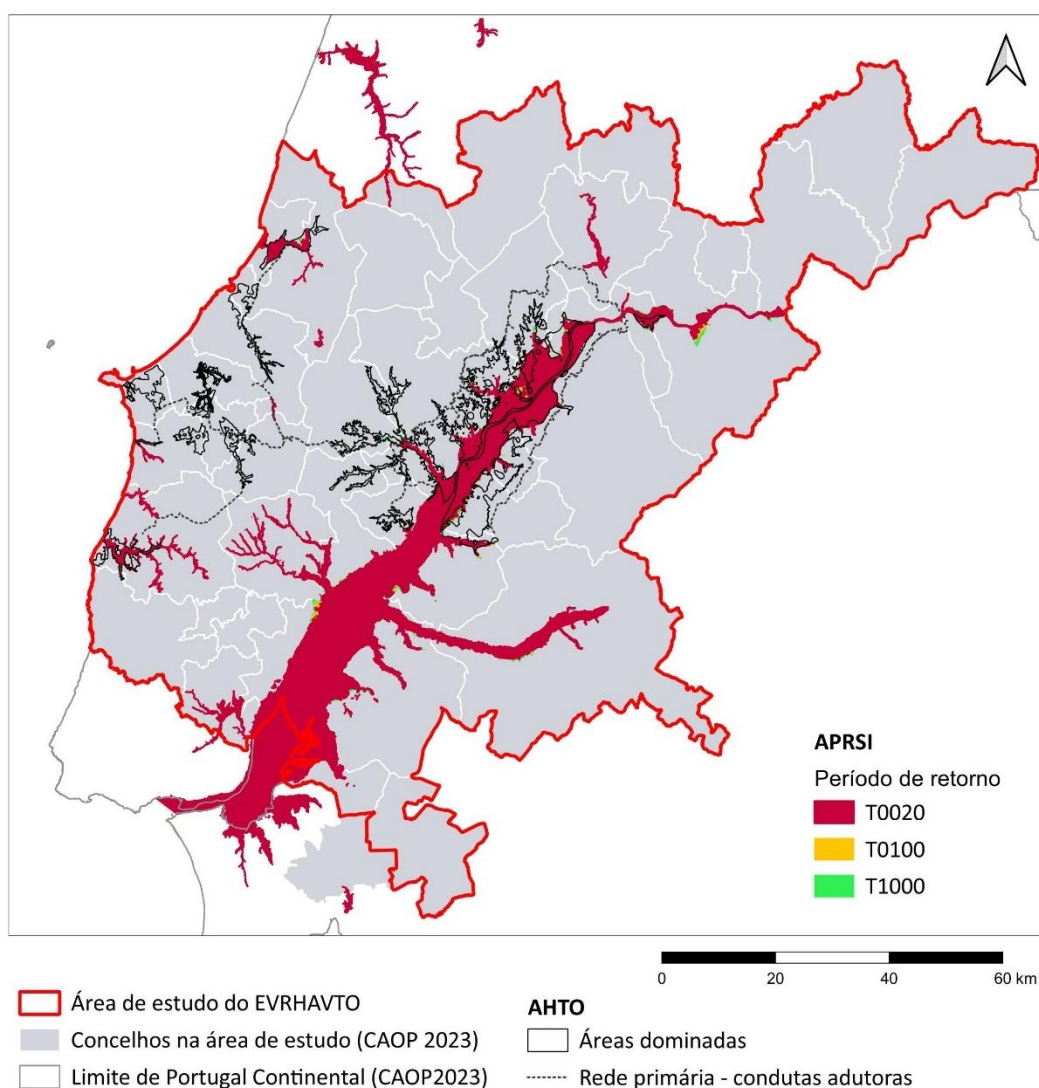 APRSI
Período de retorno
T0020
T0100
T1000
0 20 40 60 km
Área de estudo do EVRHAVTO
Concelhos na área de estudo (CAOP 2023)
Limite de Portugal Continental (CAOP2023)
AHTO
Áreas dominadas
Rede primária - condutas adutoras